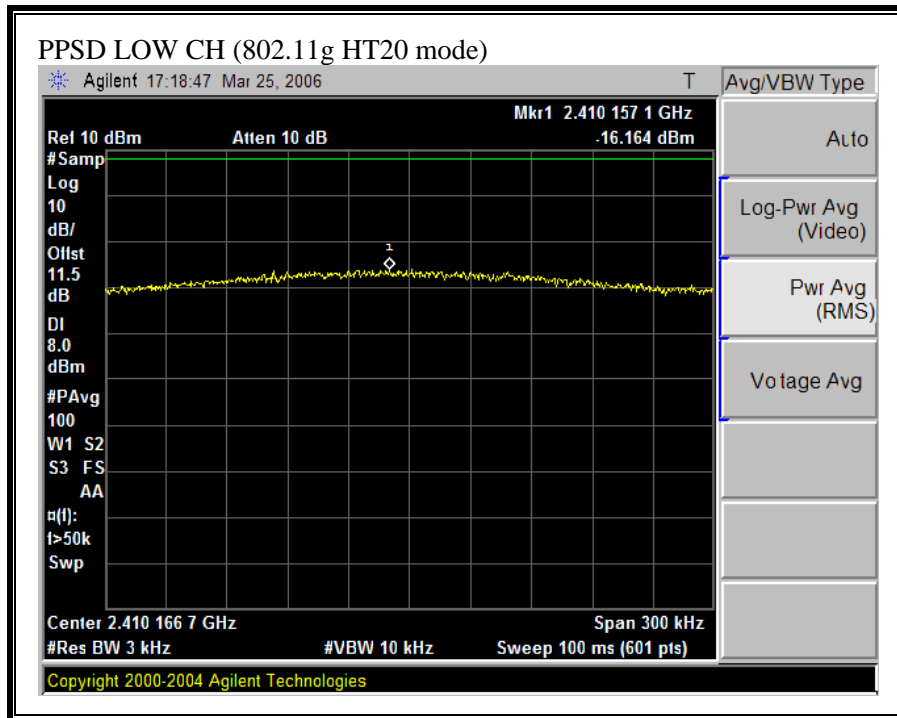 PPSD LOW CH (802.11g HT20 mode)
Agilent 17:18:47 Mar 25, 2006 T
Avg/VBW Type
Mkr1 2.410 157 1 GHz
Ref 10 dBm Atten 10 dB -16.164 dBm
#Samp
Log
10
dB/
Offst
11.5
dB
DI
8.0
dBm
#PAvg
100
W1 S2
S3 FS
AA
¤(f):
f>50k
Swp
1
Center 2.410 166 7 GHz Span 300 kHz
#Res BW 3 kHz #VBW 10 kHz Sweep 100 ms (601 pts)
Copyright 2000-2004 Agilent Technologies
Auto
Log-Pwr Avg
(Video)
Pwr Avg
(RMS)
Vo tage Avg